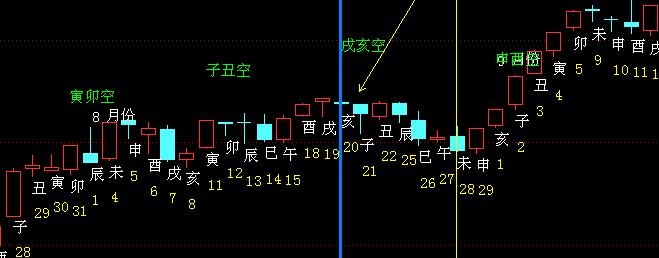 戌亥空
子丑空
申酉空
寅卯空
8 月份
子
28
丑
29
寅
30
卯
31
辰
1
未
4
申
5
酉
6
戌
7
亥
8
寅
11
卯
12
辰
13
巳
14
午
15
酉
18
戌
19
亥
20
子
21
丑
22
辰
25
巳
26
午
27
未
28
申
29
亥
1
子
2
丑
3
寅
4
卯
5
未
9
申
10
酉
11
戌
1